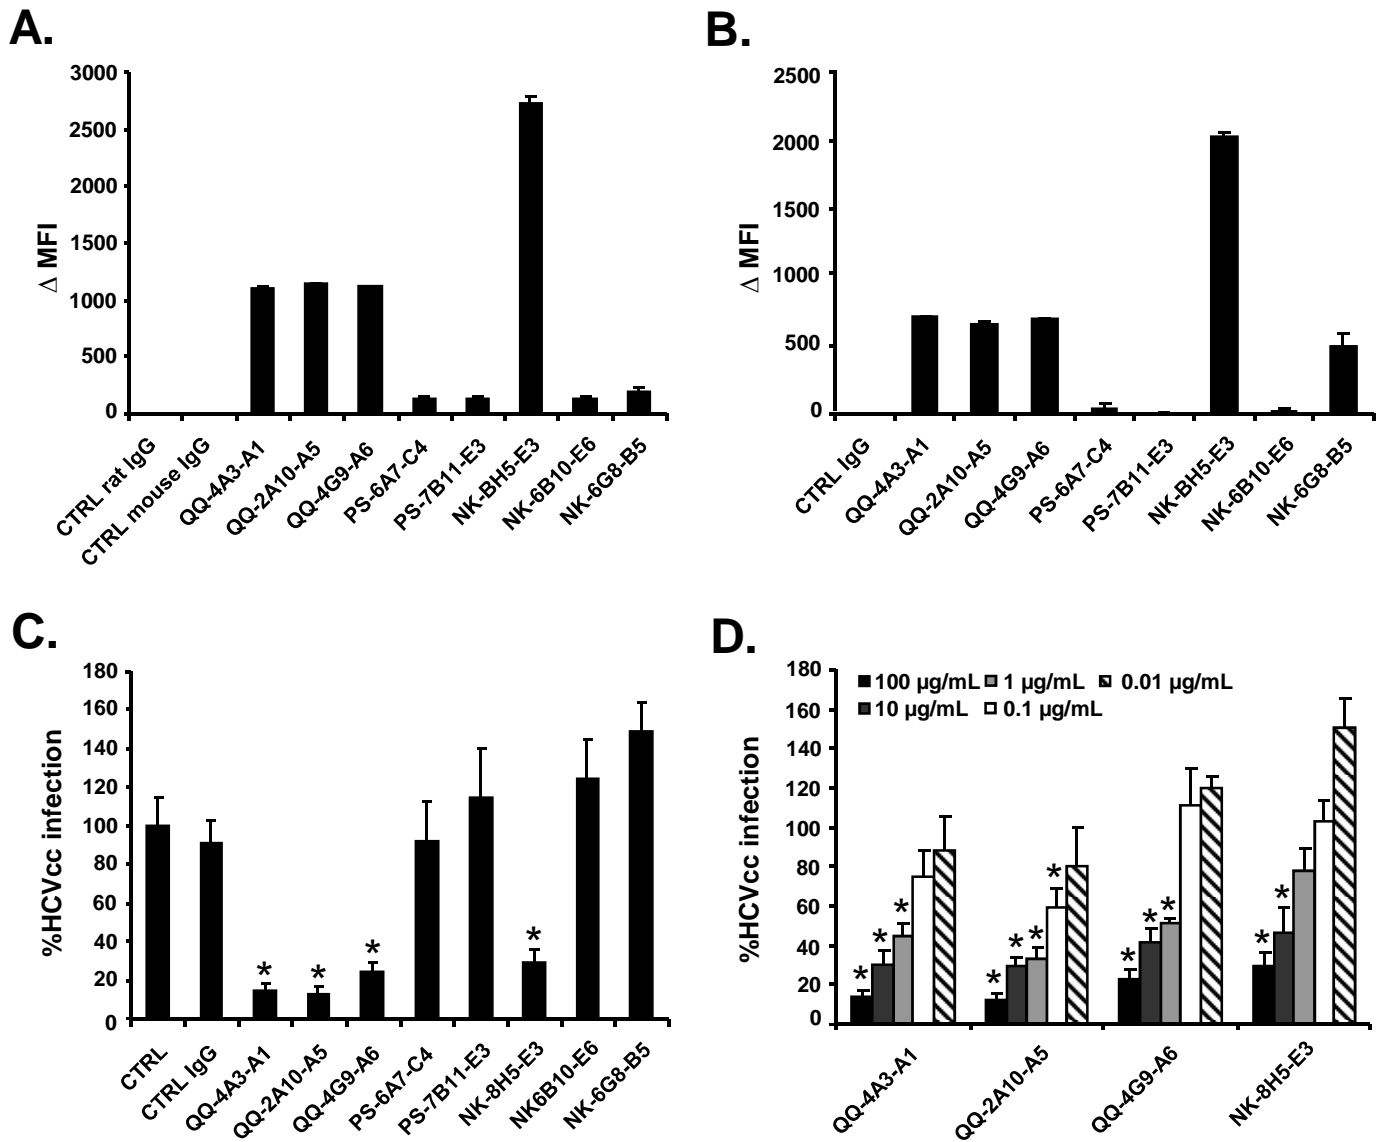 A.
3000
2500
2000
1500
1000
500
0
Δ MFI
CTRL rat IgG
CTRL mouse IgG
QQ-4A3-A1
QQ-2A10-A5
QQ-4G9-A6
PS-6A7-C4
PS-7B11-E3
NK-BH5-E3
NK-6B10-E6
NK-6G8-B5
B.
2500
2000
1500
1000
500
0
Δ MFI
CTRL IgG
QQ-4A3-A1
QQ-2A10-A5
QQ-4G9-A6
PS-6A7-C4
PS-7B11-E3
NK-BH5-E3
NK-6B10-E6
NK-6G8-B5
C.
180
160
140
120
100
80
60
40
20
0
%HCVcc infection
* * * *
CTRL
CTRL IgG
QQ-4A3-A1
QQ-2A10-A5
QQ-4G9-A6
PS-6A7-C4
PS-7B11-E3
NK-8H5-E3
NK6B10-E6
NK-6G8-B5
D.
180
160
140
120
100
80
60
40
20
0
%HCVcc infection
100 µg/mL 1 µg/mL 0.01 µg/mL
10 µg/mL 0.1 µg/mL
* * * * * * * * * * * *
QQ-4A3-A1
QQ-2A10-A5
QQ-4G9-A6
NK-8H5-E3